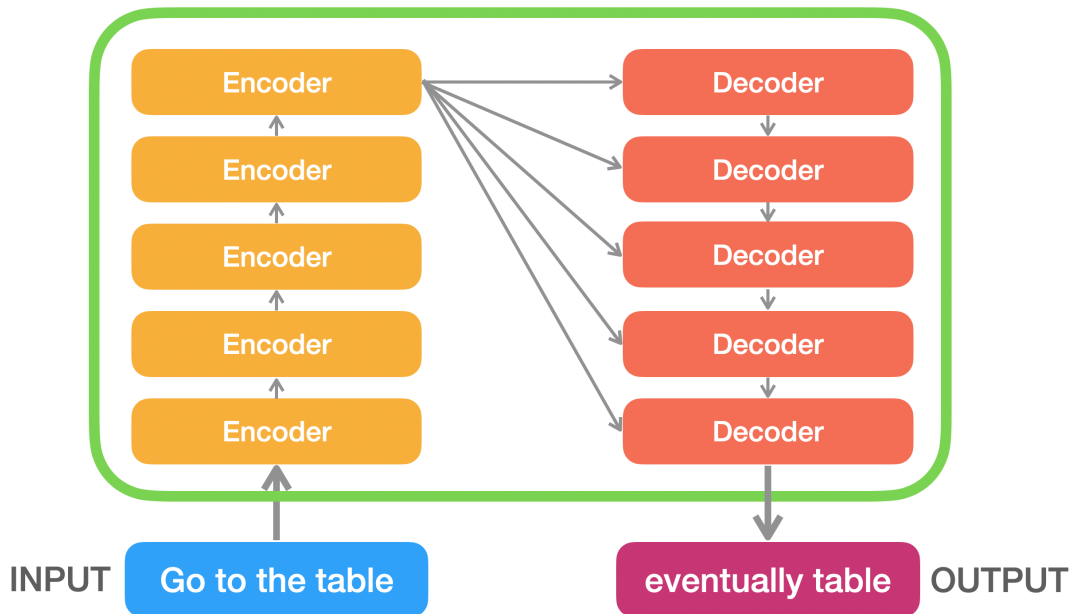 Encoder
Decoder
Encoder
Decoder
Encoder
Decoder
Encoder
Decoder
Encoder
Decoder
INPUT
Go to the table
eventually table
OUTPUT